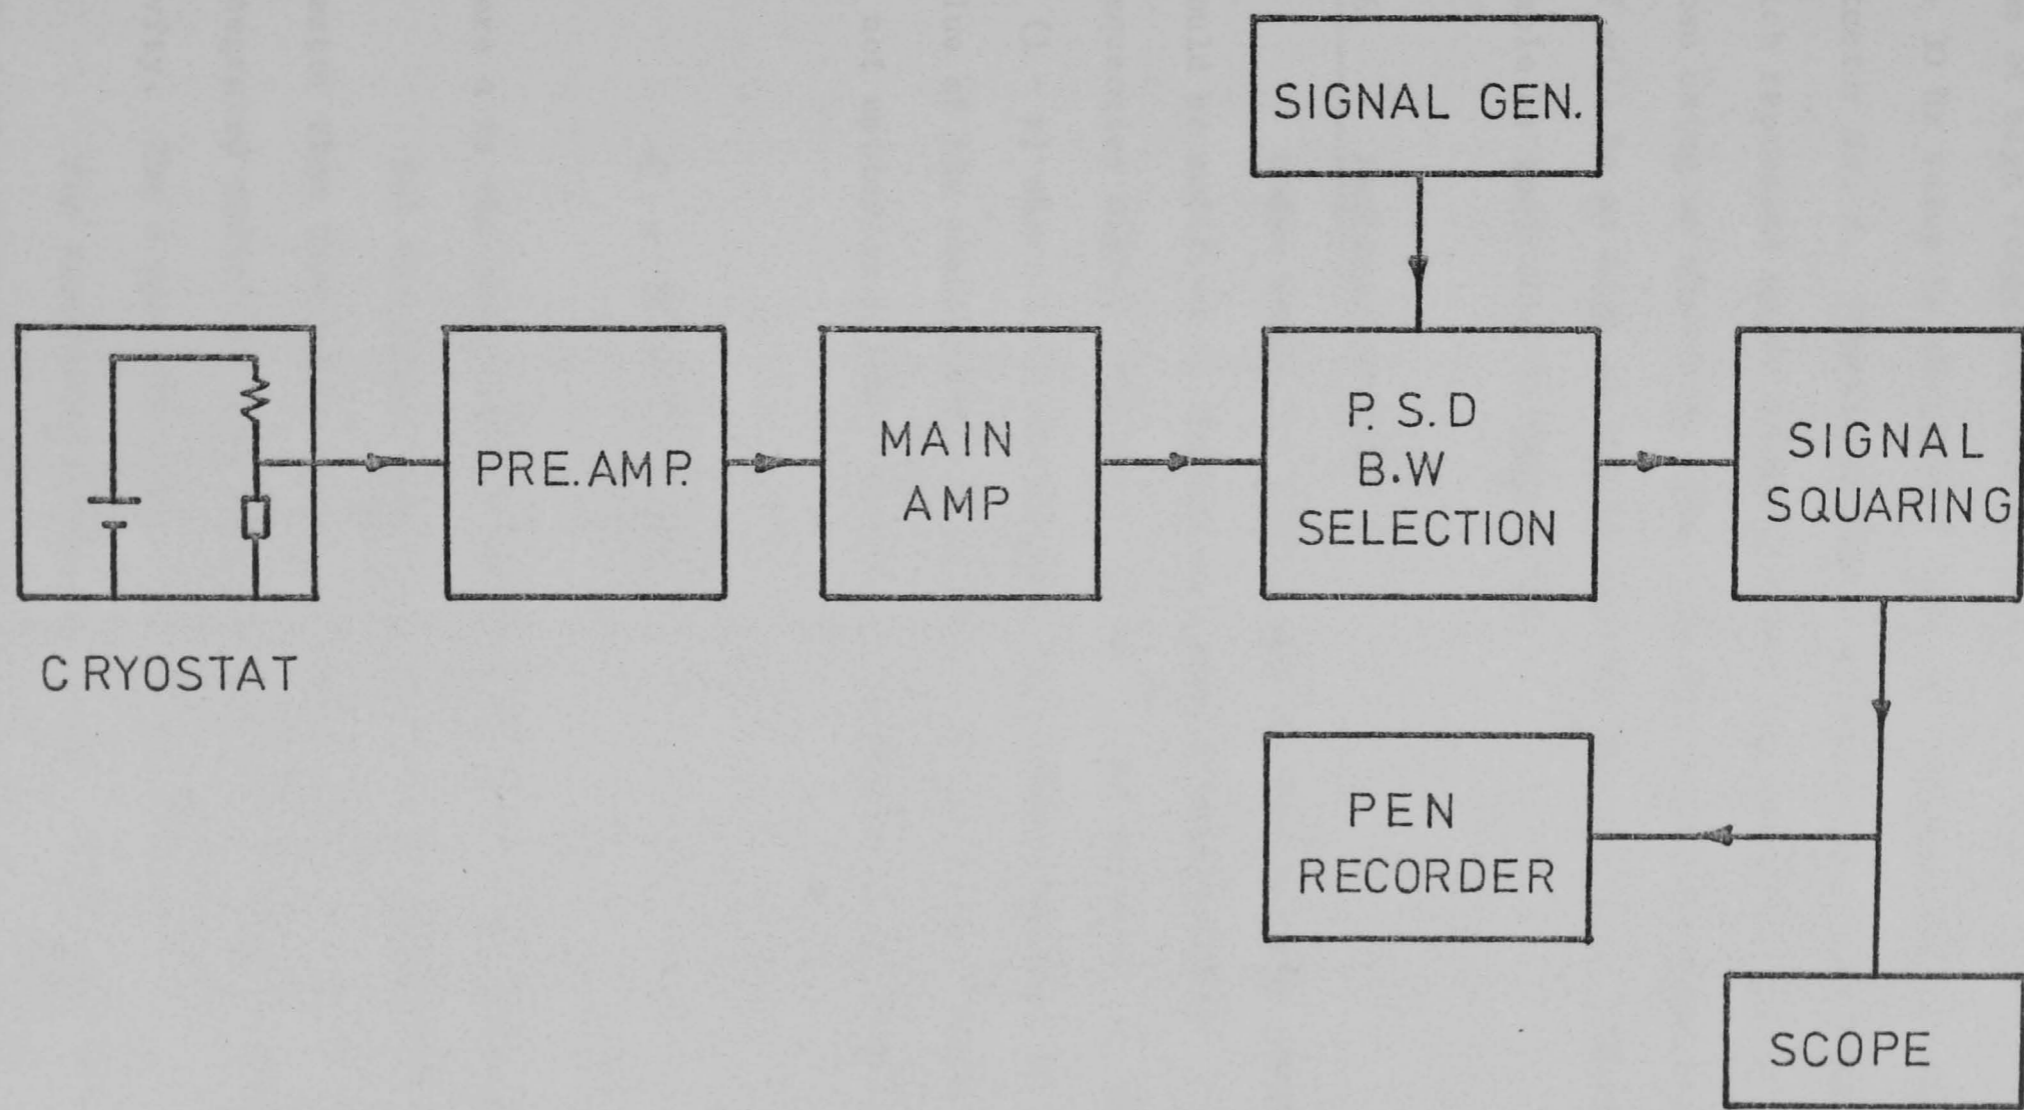 SIGNAL GEN.
PRE.AMP.
MAIN
AMP
P.S.D
B.W
SELECTION
SIGNAL
SQUARING
CRYOSTAT
PEN
RECORDER
SCOPE